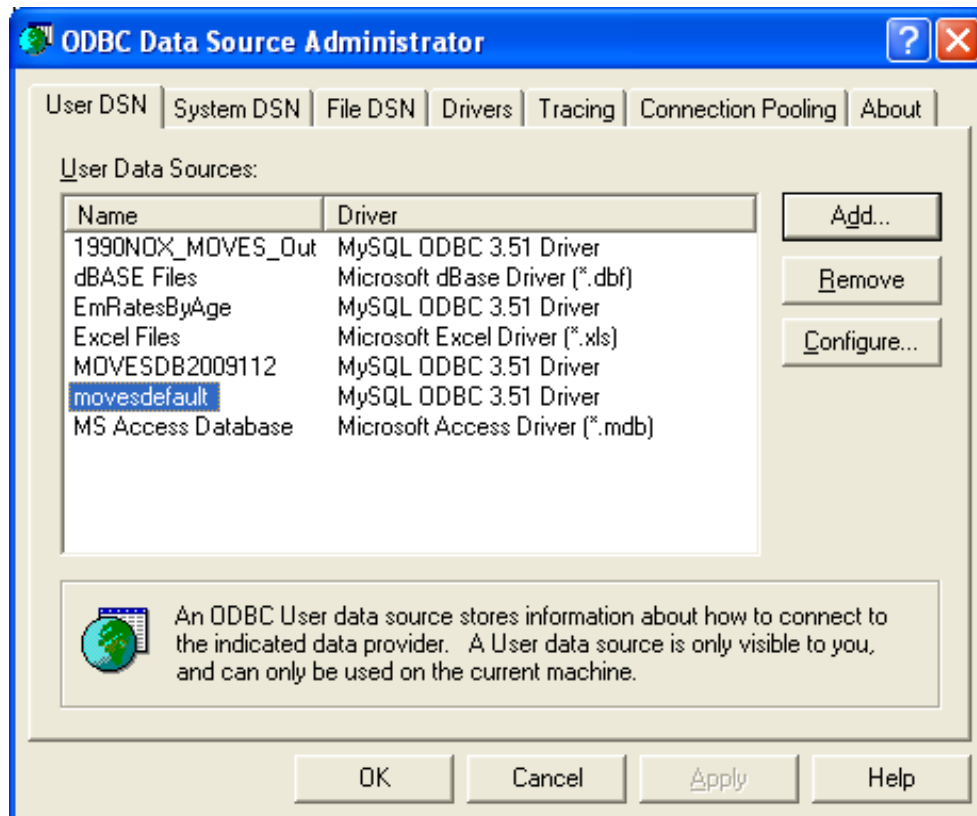 ODBC Data Source Administrator
User DSN System DSN File DSN Drivers Tracing Connection Pooling About
User Data Sources:
Name Driver
1990NOX_MOVES_Out MySQL ODBC 3.51 Driver
dBASE Files Microsoft dBase Driver (*.dbf)
EmRatesByAge MySQL ODBC 3.51 Driver
Excel Files Microsoft Excel Driver (*.xls)
MOVESDB2009112 MySQL ODBC 3.51 Driver
movesdefault MySQL ODBC 3.51 Driver
MS Access Database Microsoft Access Driver (*.mdb)
Add...
Remove
Configure...
An ODBC User data source stores information about how to connect to
the indicated data provider. A User data source is only visible to you,
and can only be used on the current machine.
OK Cancel Apply Help